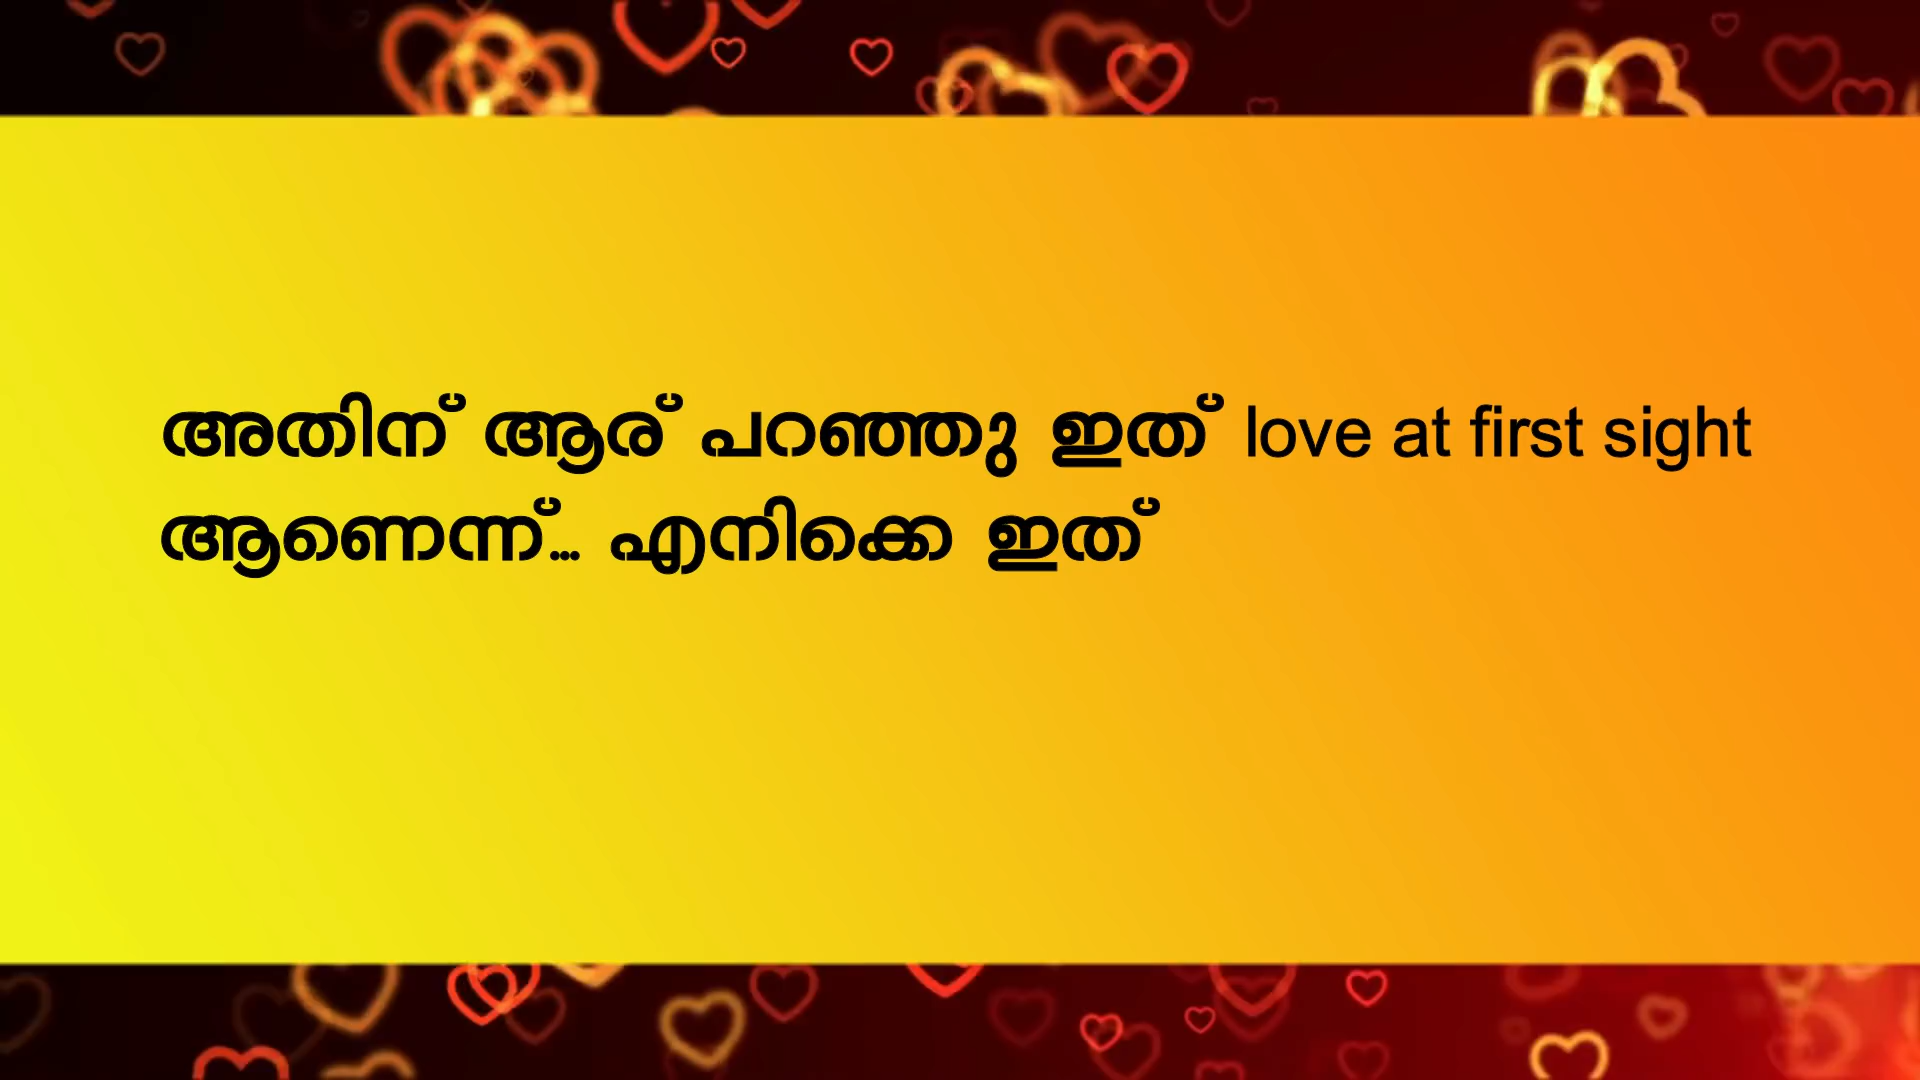 അതിന് ആര് പറഞ്ഞു ഇത് love at first sight
ആണെന്ന്... എനിക്കെ ഇത്